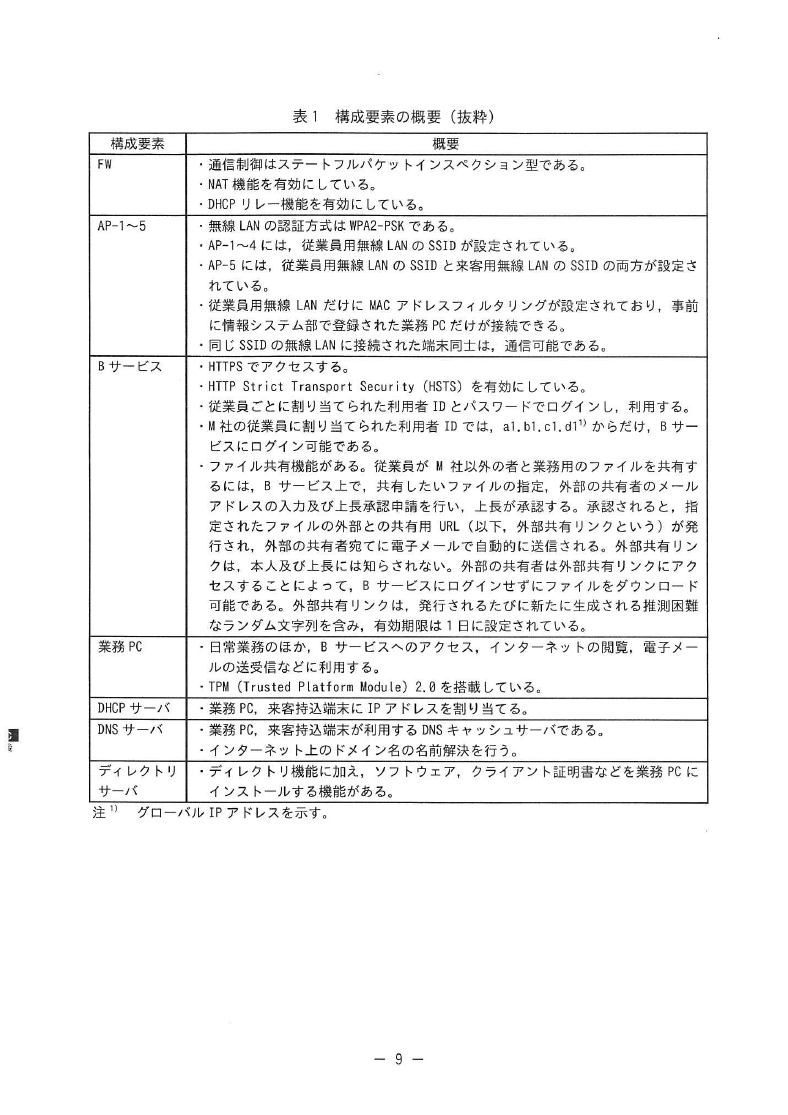 表1 構成要素の概要（抜粋）
構成要素 概要
FW ・通信制御はステートフルパケットインスペクション型である。
・NAT機能を有効にしている。
・DHCPリレー機能を有効にしている。
AP-1～5 ・無線LANの認証方式はWPA2-PSKである。
・AP-1～4には，従業員用無線LANのSSIDが設定されている。
・AP-5には，従業員用無線LANのSSIDと来客用無線LANのSSIDの両方が設定さ
れている。
・従業員用無線LANだけにMACアドレスフィルタリングが設定されており，事前
に情報システム部で登録された業務PCだけが接続できる。
・同じSSIDの無線LANに接続された端末同士は，通信可能である。
Bサービス ・HTTPSでアクセスする。
・HTTP Strict Transport Security（HSTS）を有効にしている。
・従業員ごとに割り当てられた利用者IDとパスワードでログインし，利用する。
・M社の従業員に割り当てられた利用者IDでは，a1.b1.c1.d1¹⁾からだけ，Bサー
ビスにログイン可能である。
・ファイル共有機能がある。従業員がM社以外の者と業務用のファイルを共有す
るには，Bサービス上で，共有したいファイルの指定，外部の共有者のメール
アドレスの入力及び上長承認申請を行い，上長が承認する。承認されると，指
定されたファイルの外部との共有用URL（以下，外部共有リンクという）が発
行され，外部の共有者宛てに電子メールで自動的に送信される。外部共有リン
クは，本人及び上長には知らされない。外部の共有者は外部共有リンクにアク
セスすることによって，Bサービスにログインせずにファイルをダウンロード
可能である。外部共有リンクは，発行されるたびに新たに生成される推測困難
なランダム文字列を含み，有効期限は1日に設定されている。
業務PC ・日常業務のほか，Bサービスへのアクセス，インターネットの閲覧，電子メー
ルの送受信などに利用する。
・TPM（Trusted Platform Module）2.0を搭載している。
DHCPサーバ ・業務PC，来客持込端末にIPアドレスを割り当てる。
DNSサーバ ・業務PC，来客持込端末が利用するDNSキャッシュサーバである。
・インターネット上のドメイン名の名前解決を行う。
ディレクトリ ・ディレクトリ機能に加え，ソフトウェア，クライアント証明書などを業務PCに
サーバ インストールする機能がある。
注¹⁾ グローバルIPアドレスを示す。
－ 9 －